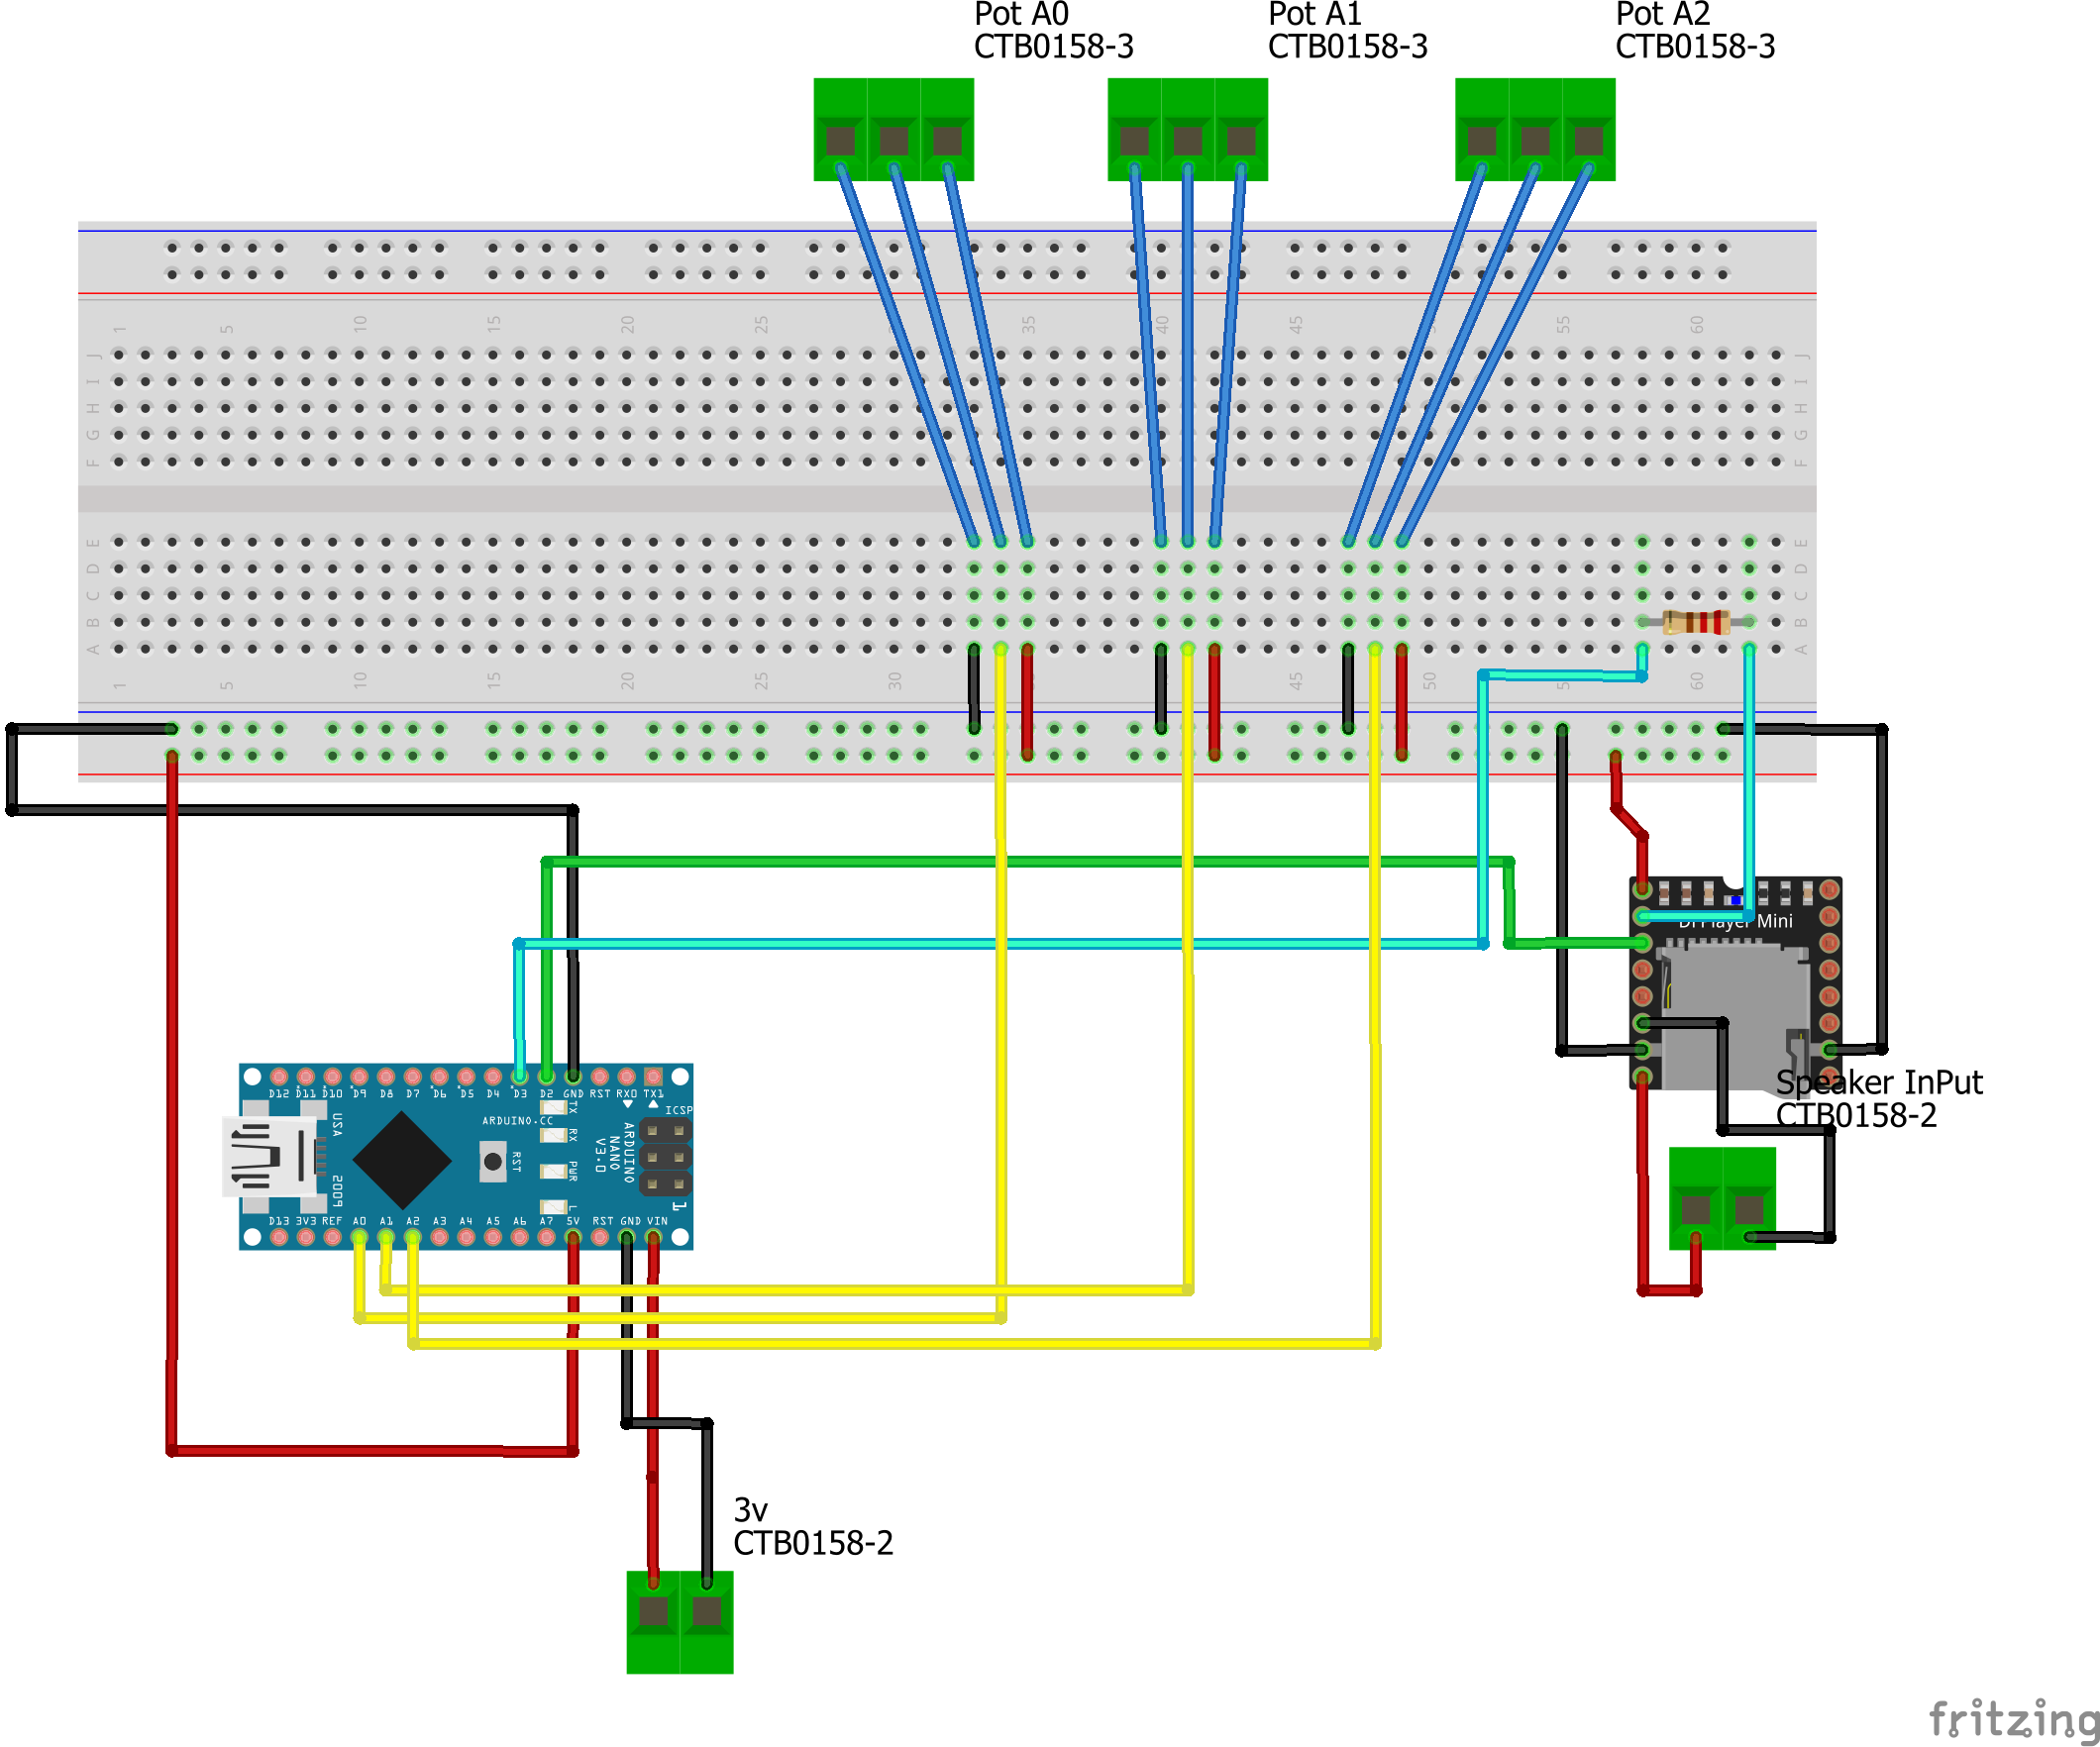 Pot A0
CTB0158-3
Pot A1
CTB0158-3
Pot A2
CTB0158-3
1 5 10 15 20 25 35 40 45 55 60
J J
I I
H H
G G
F F
E E
D D
C C
B B
A A
1 5 10 15 20 25 30 45 50 60
DFPlayer Mini
D12 D11 D10 D9 D8 D7 D6 D5 D4 D3 D2 GND RST RX0 TX1
ICSP
ARDUINO.CC
TX
RX
PWR
L
RST
ARDUINO
NANO
V3.0
USA
2009
1
D13 3V3 REF A0 A1 A2 A3 A4 A5 A6 A7 5V RST GND VIN
Speaker InPut
CTB0158-2
3v
CTB0158-2
fritzing